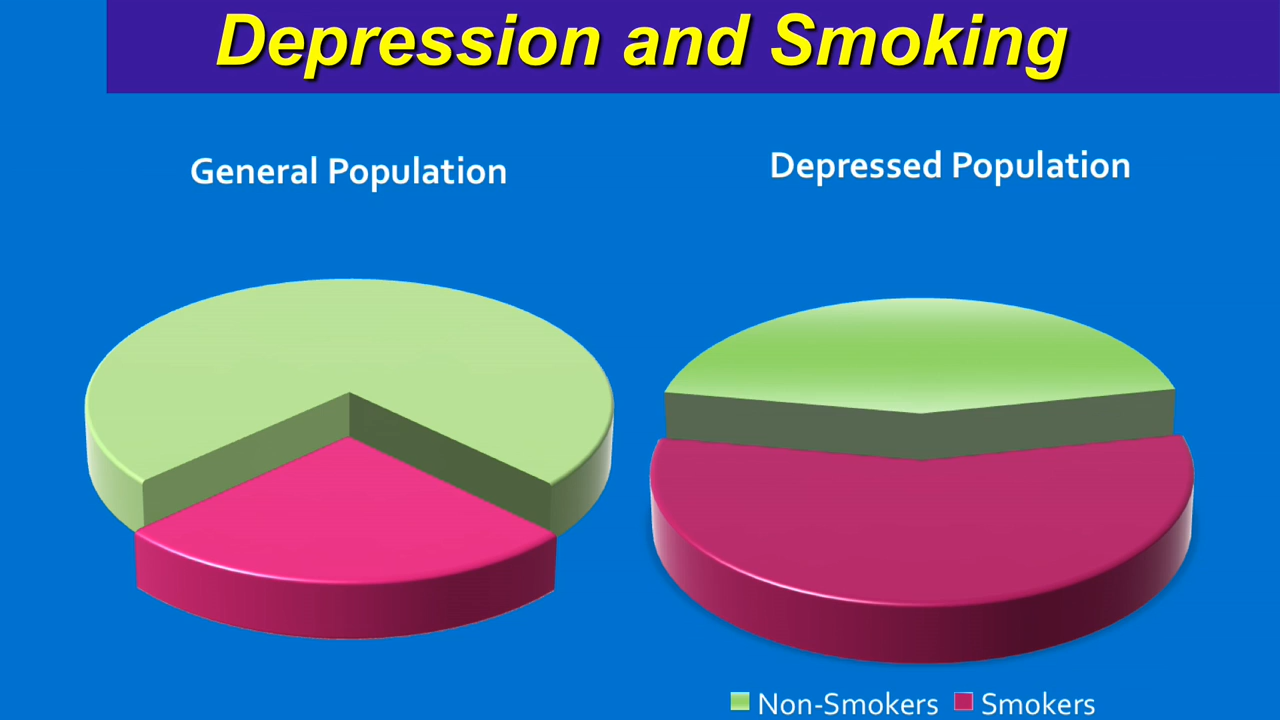 Depression and Smoking
General Population
Depressed Population
Non-Smokers
Smokers